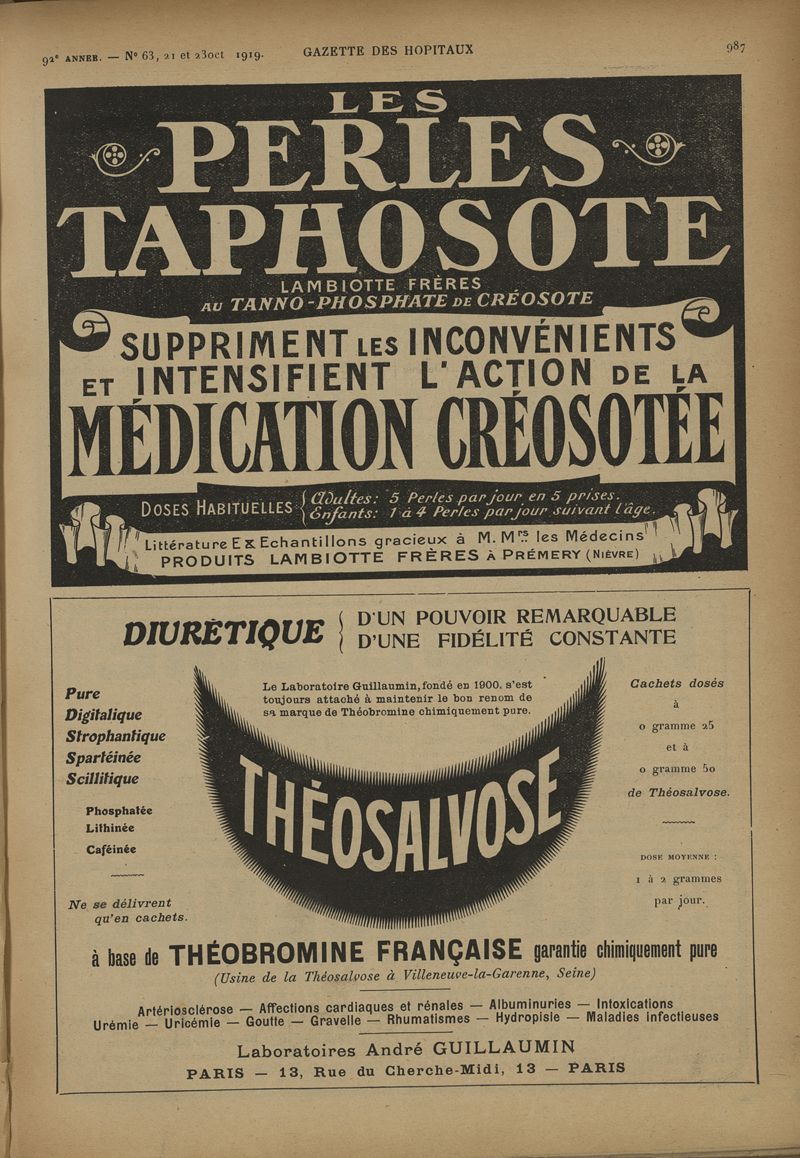 92e ANNEE. — N° 63, 21 et 23oct 1919.
GAZETTE DES HOPITAUX
987
LES
PERLES
TAPHOSOTE
LAMBIOTTE FRÈRES
AU TANNO-PHOSPHATE DE CRÉOSOTE
SUPPRIMENT LES INCONVÉNIENTS
ET INTENSIFIENT L'ACTION DE LA
MÉDICATION CRÉOSOTÉE
DOSES HABITUELLES
Adultes: 5 Perles par jour en 5 prises.
Enfants: 1 à 4 Perles par jour suivant l'âge.
Littérature Ex Echantillons gracieux à M.Mrs les Médecins
PRODUITS LAMBIOTTE FRÈRES À PRÉMERY (NIÈVRE)
DIURÉTIQUE
D'UN POUVOIR REMARQUABLE
D'UNE FIDÉLITÉ CONSTANTE
Le Laboratoire Guillaumin, fondé en 1900, s'est
toujours attaché à maintenir le bon renom de
sa marque de Théobromine chimiquement pure.
Pure
Digitalique
Strophantique
Spartéinée
Scillitique
Phosphatée
Lithinée
Caféinée
Ne se délivrent
qu'en cachets.
THÉOSALVOSE
Cachets dosés
à
0 gramme 25
et à
0 gramme 50
de Théosalvose.
DOSE MOYENNE :
1 à 2 grammes
par jour.
à base de THÉOBROMINE FRANÇAISE garantie chimiquement pure
(Usine de la Théosalvose à Villeneuve-la-Garenne, Seine)
Artériosclérose — Affections cardiaques et rénales — Albuminuries — Intoxications
Urémie — Uricémie — Goutte — Gravelle — Rhumatismes — Hydropisie — Maladies infectieuses
Laboratoires André GUILLAUMIN
PARIS — 13, Rue du Cherche-Midi, 13 — PARIS